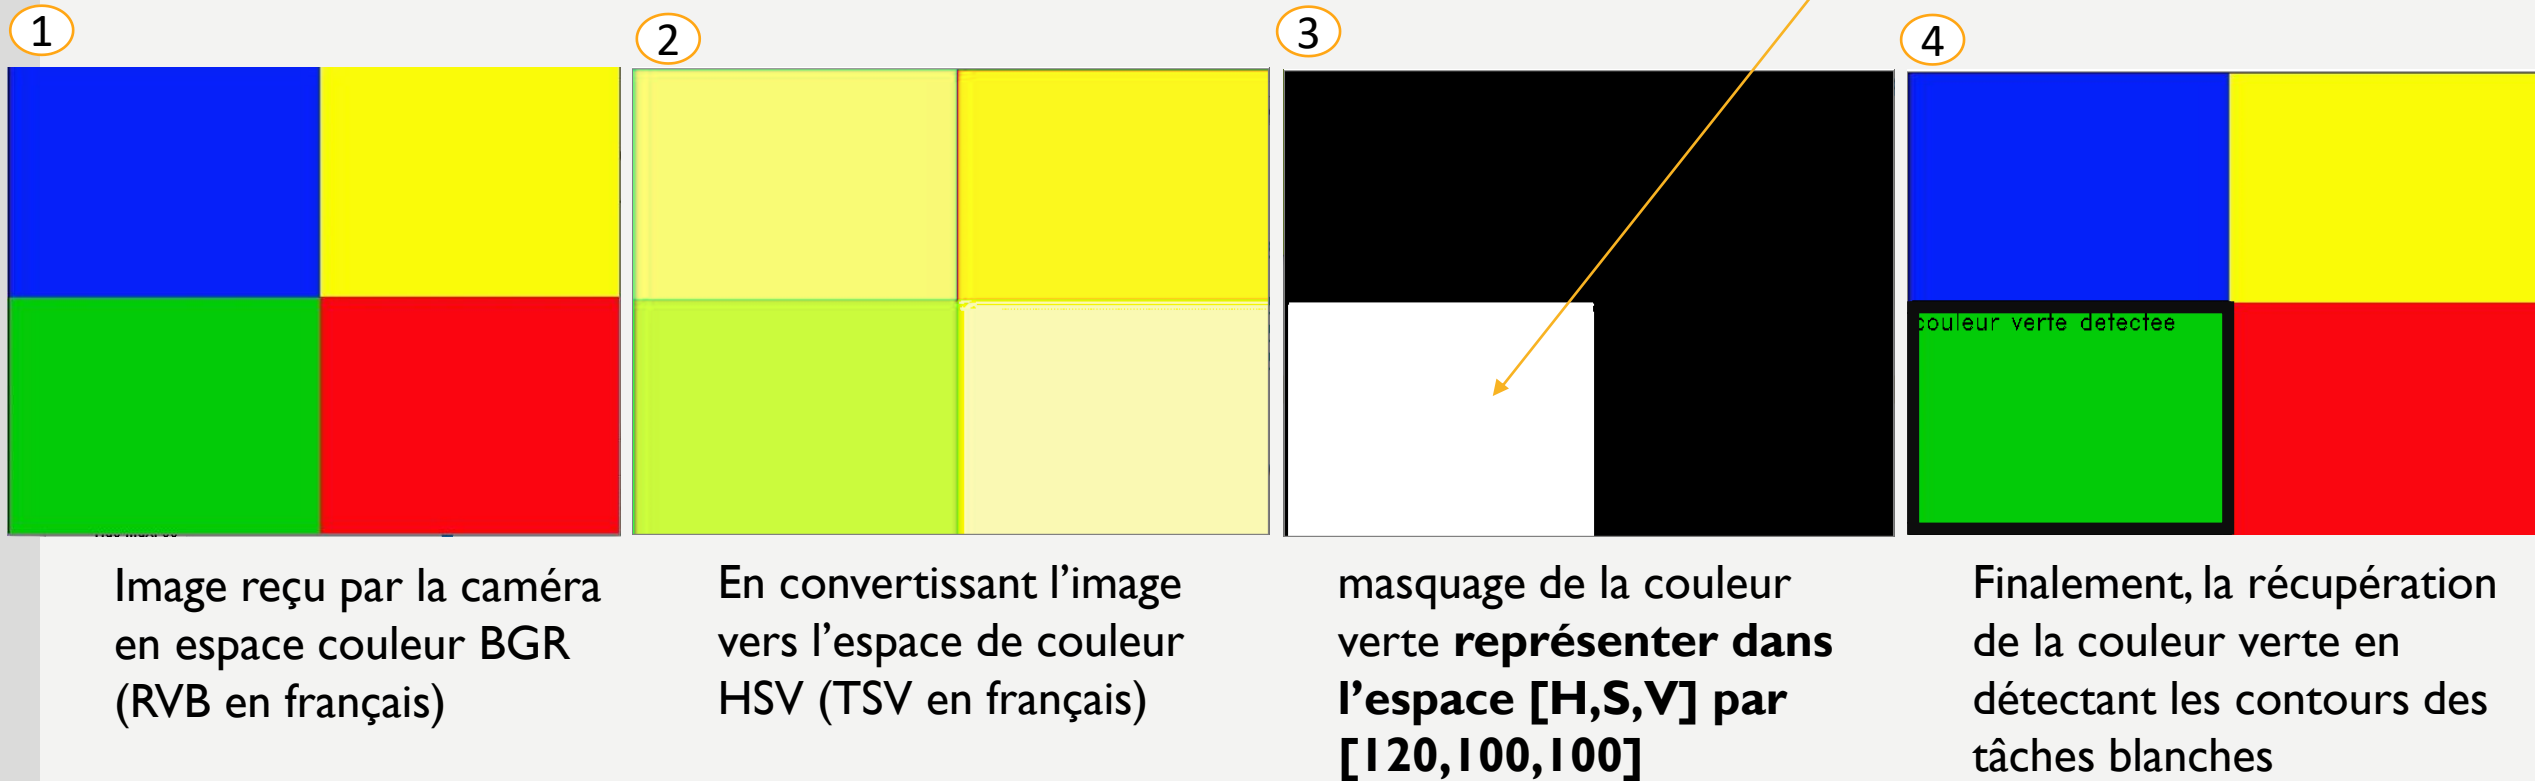 1
2
3
4
couleur verte detectee
Image reçu par la caméra
en espace couleur BGR
(RVB en français)
En convertissant l’image
vers l’espace de couleur
HSV (TSV en français)
masquage de la couleur
verte représenter dans
l’espace [H,S,V] par
[120,100,100]
Finalement, la récupération
de la couleur verte en
détectant les contours des
tâches blanches